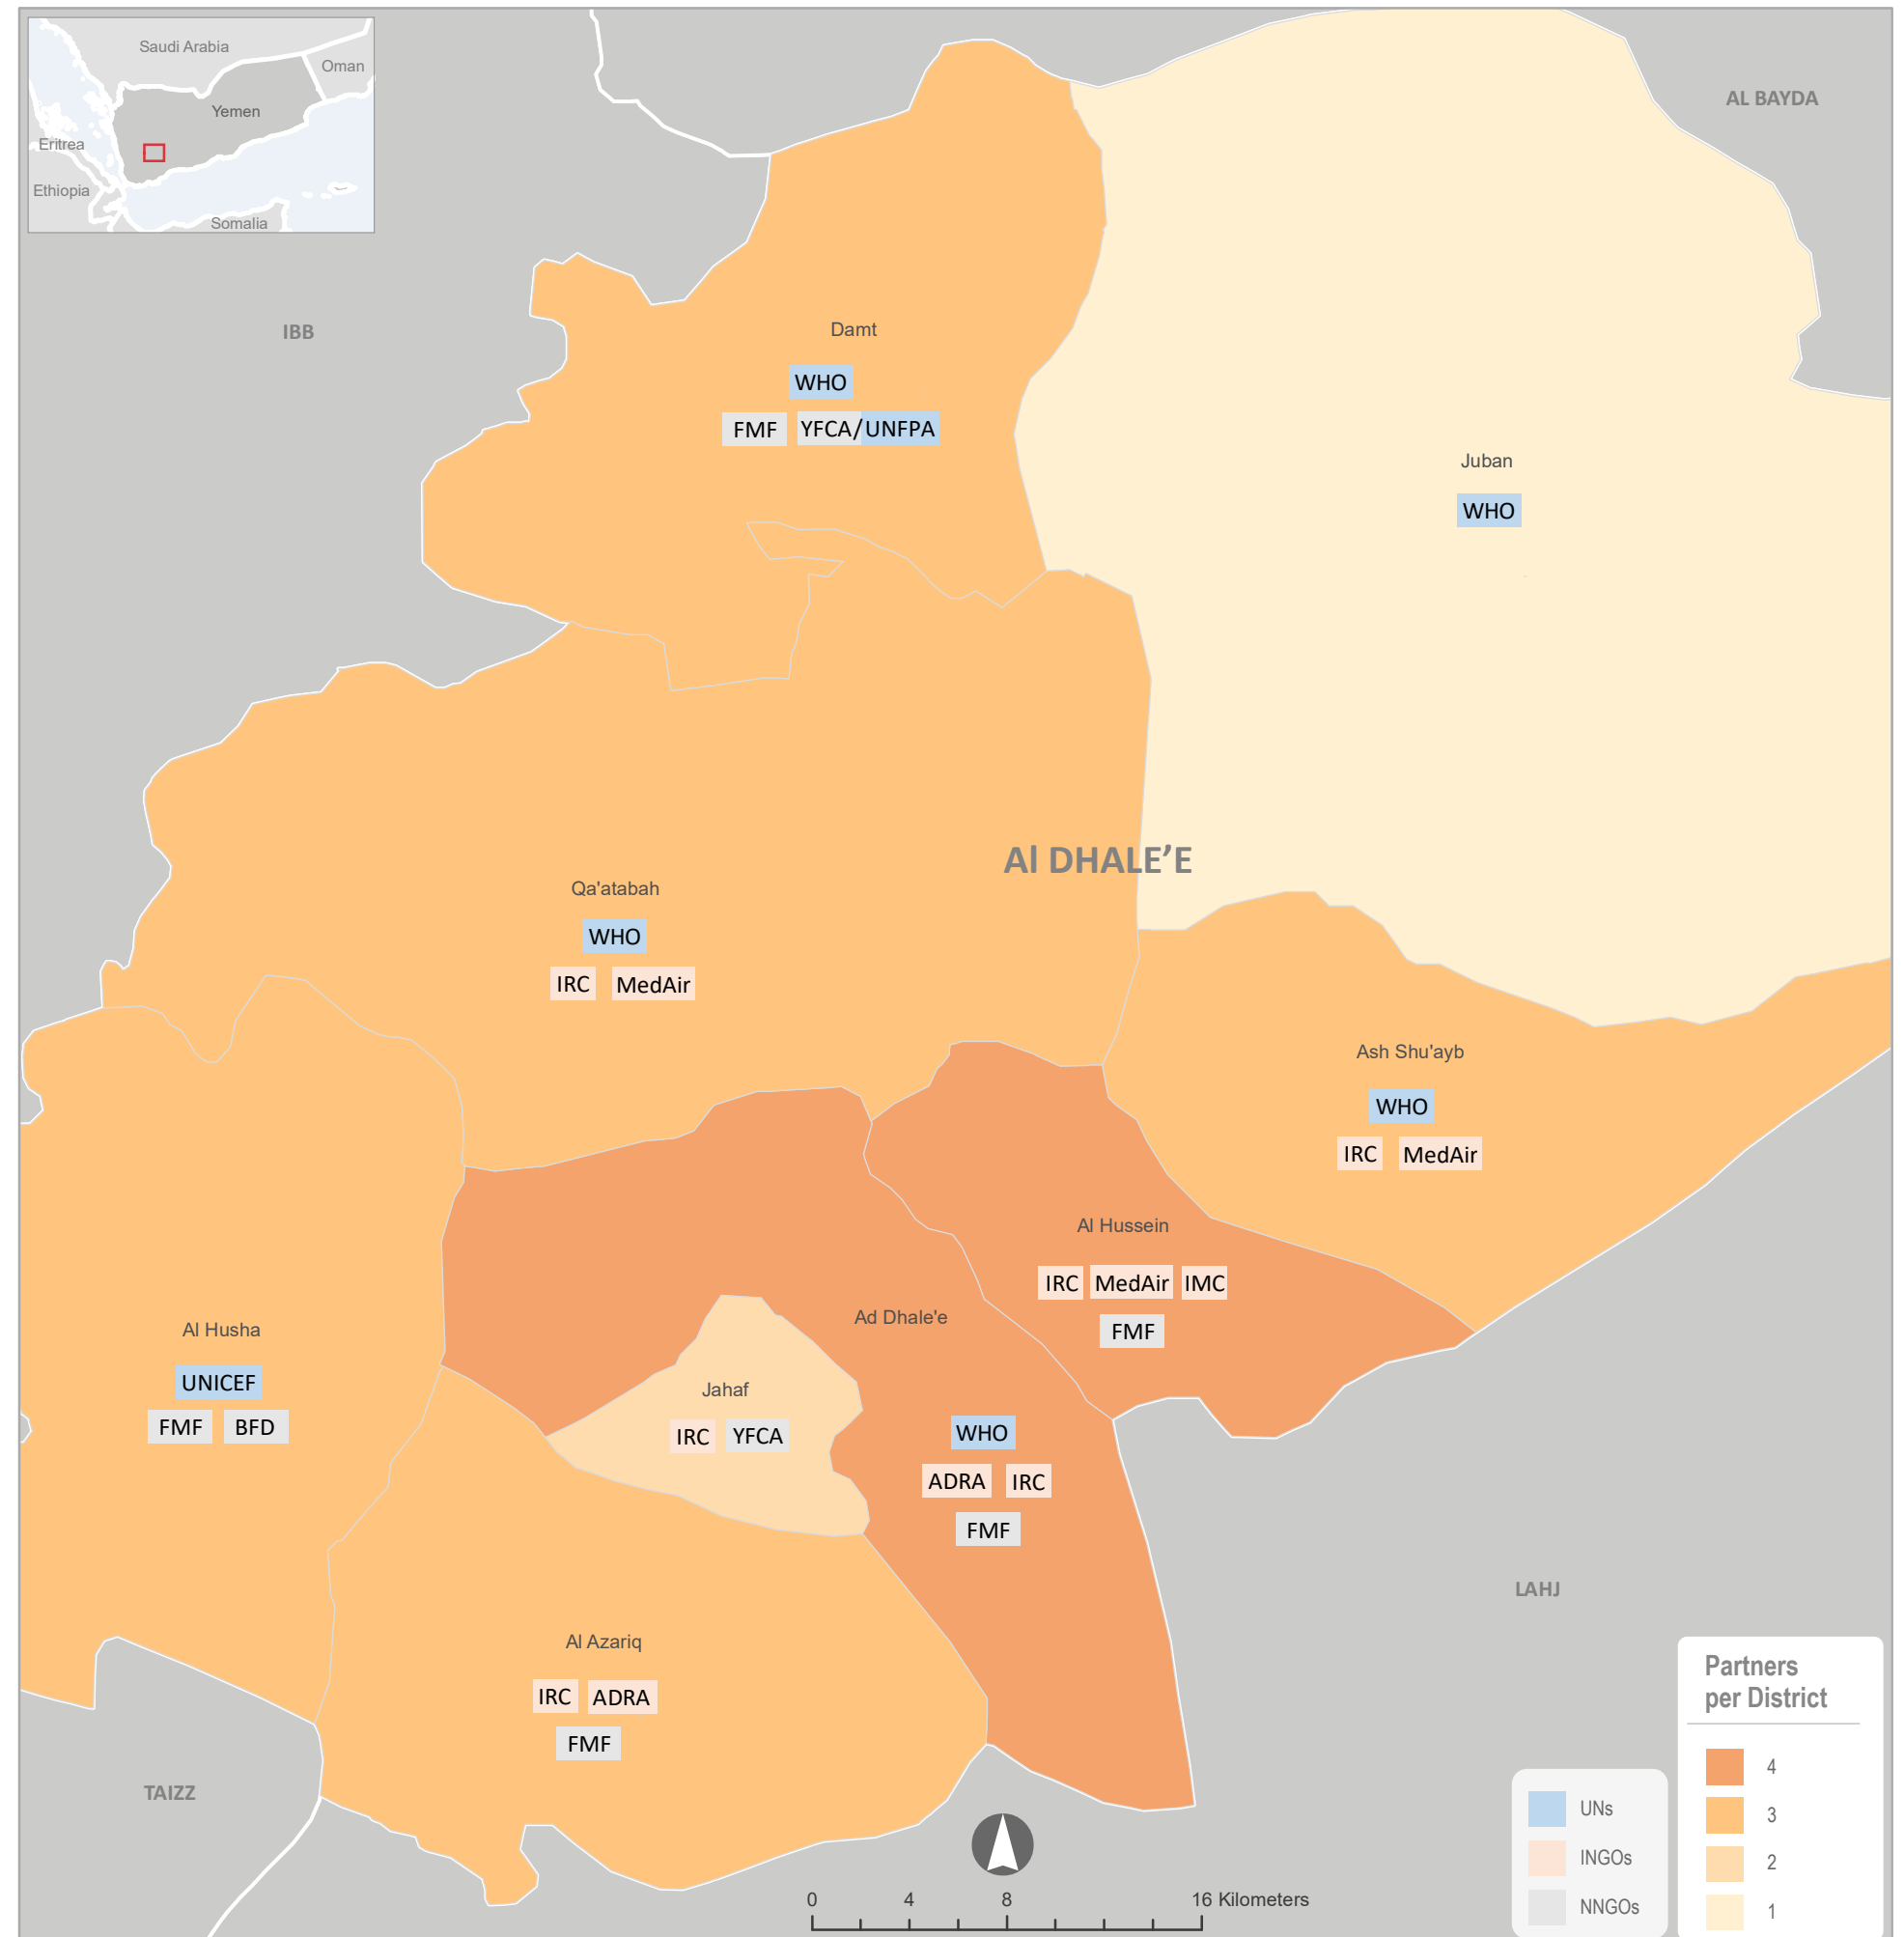 Saudi Arabia
Oman
Yemen
Eritrea
Ethiopia
Somalia
AL BAYDA
IBB
Damt
WHO
FMF YFCA/UNFPA
Juban
WHO
Al DHALE’E
Qa'atabah
WHO
IRC MedAir
Ash Shu'ayb
WHO
IRC MedAir
Al Hussein
IRC MedAir IMC
FMF
Ad Dhale'e
WHO
ADRA IRC
FMF
Al Husha
UNICEF
FMF BFD
Jahaf
IRC YFCA
Al Azariq
IRC ADRA
FMF
LAHJ
TAIZZ
0 4 8 16 Kilometers
UNs
INGOs
NNGOs
Partners
per District
4
3
2
1